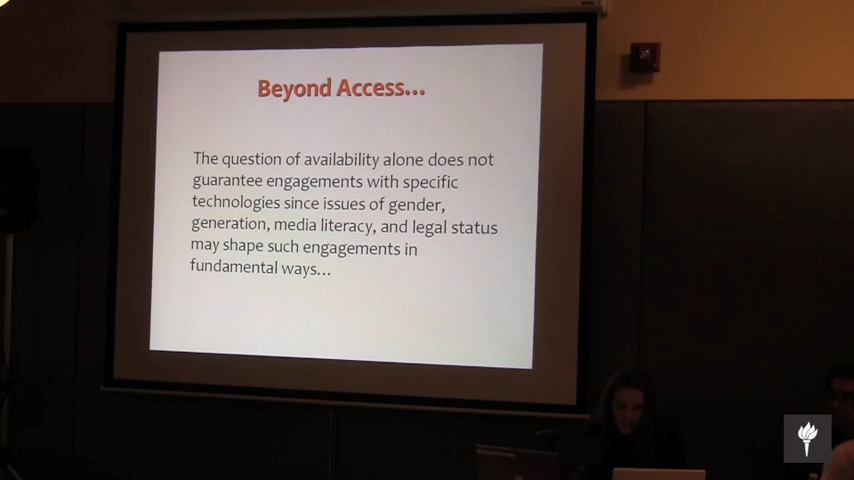 Beyond Access...
The question of availability alone does not
guarantee engagements with specific
technologies since issues of gender,
generation, media literacy, and legal status
may shape such engagements in
fundamental ways...